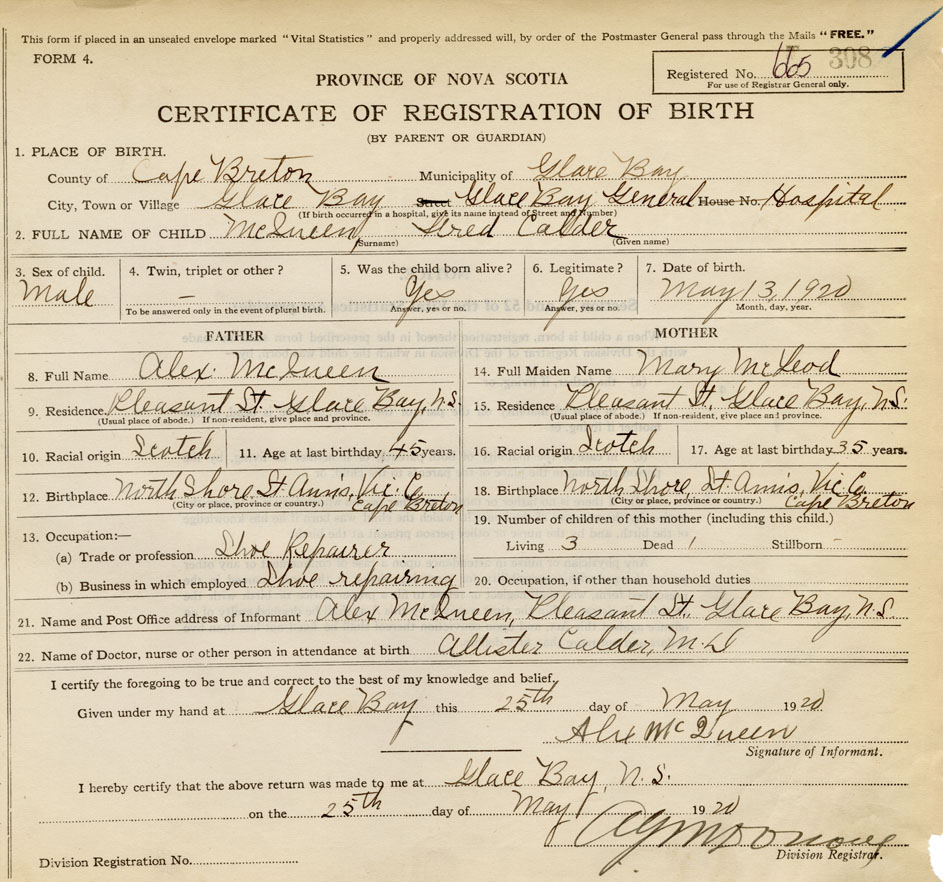 This form if placed in an unsealed envelope marked "Vital Statistics" and properly addressed will, by order of the Postmaster General pass through the Mails "FREE."
FORM 4.
PROVINCE OF NOVA SCOTIA
Registered No. 665 308
For use of Registrar General only.
CERTIFICATE OF REGISTRATION OF BIRTH
(BY PARENT OR GUARDIAN)
1. PLACE OF BIRTH.
County of Cape Breton Municipality of Glace Bay
City, Town or Village Glace Bay Street Glace Bay General House No. Hospital
(If birth occurred in a hospital, give its name instead of Street and Number)
2. FULL NAME OF CHILD McQueen Calder
(Surname) (Given name)
3. Sex of child. 4. Twin, triplet or other? 5. Was the child born alive? 6. Legitimate? 7. Date of birth.
Male — Yes Yes May 13, 1920
To be answered only in the event of plural birth. Answer, yes or no. Answer, yes or no. Month, day, year.
FATHER MOTHER
8. Full Name Alex. McQueen 14. Full Maiden Name Mary McLeod
9. Residence. Pleasant St. Glace Bay, N.S. 15. Residence Pleasant St. Glace Bay, N.S.
(Usual place of abode.) If non-resident, give place and province. (Usual place of abode.) If non-resident, give place and province.
10. Racial origin Scotch 11. Age at last birthday 45 years. 16. Racial origin Scotch 17. Age at last birthday 35 years.
12. Birthplace North Shore, St. Anns, Vic. Co. Cape Breton 18. Birthplace North Shore, St. Anns, Vic. Co. Cape Breton
(City or place, province or country.) (City or place, province or country.)
13. Occupation:— 19. Number of children of this mother (including this child.)
(a) Trade or profession Shoe Repairer Living 3 Dead 1 Stillborn -
(b) Business in which employed Shoe repairing 20. Occupation, if other than household duties
21. Name and Post Office address of Informant Alex McQueen, Pleasant St. Glace Bay, N.S.
22. Name of Doctor, nurse or other person in attendance at birth Allister Calder, M.D
I certify the foregoing to be true and correct to the best of my knowledge and belief.
Given under my hand at Glace Bay this 25th day of May 1920
Alex McQueen
Signature of Informant.
I hereby certify that the above return was made to me at Glace Bay, N.S.
on the 25th day of May 1920
Division Registrar.
Division Registration No.